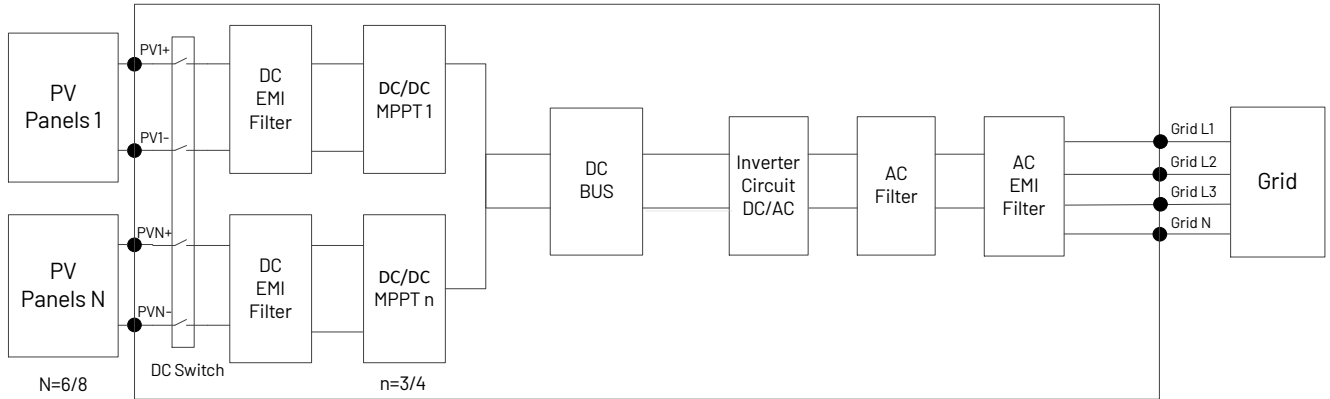 PV
Panels 1
PV1+
PV1-
DC
EMI
Filter
DC/DC
MPPT 1
PV
Panels N
PVN+
PVN-
DC
EMI
Filter
DC/DC
MPPT n
DC Switch
N=6/8
n=3/4
DC
BUS
Inverter
Circuit
DC/AC
AC
Filter
AC
EMI
Filter
Grid L1
Grid L2
Grid L3
Grid N
Grid